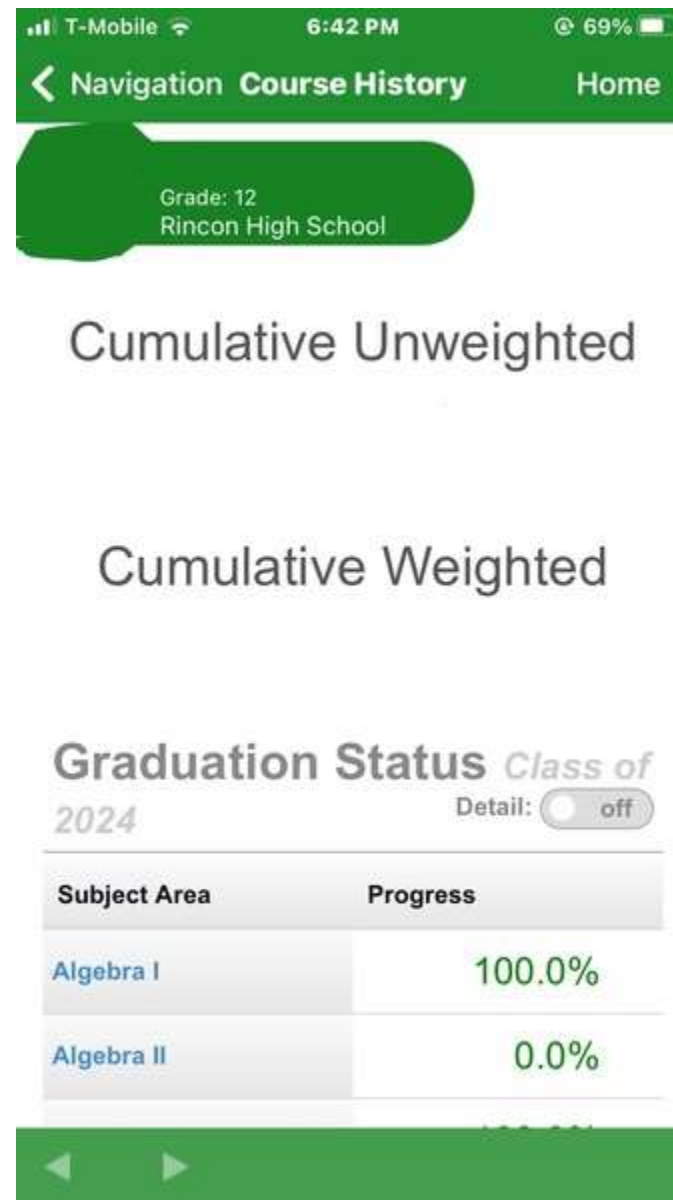 T-Mobile 6:42 PM 69%
Navigation Course History Home
Grade: 12
Rincon High School
Cumulative Unweighted
Cumulative Weighted
Graduation Status Class of
2024 Detail: off
Subject Area Progress
Algebra I 100.0%
Algebra II 0.0%